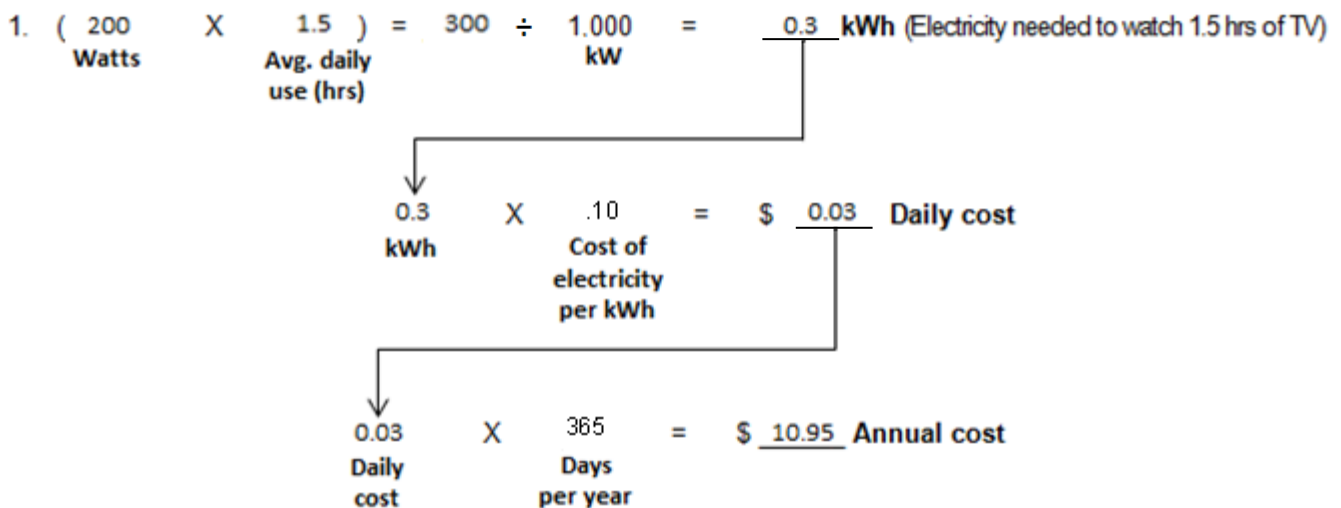 1. ( 200 X 1.5 ) = 300 ÷ 1.000 = 0.3 kWh (Electricity needed to watch 1.5 hrs of TV)
Watts Avg. daily kW
use (hrs)
0.3 X .10 = $ 0.03 Daily cost
kWh Cost of
electricity
per kWh
0.03 X 365 = $ 10.95 Annual cost
Daily Days
cost per year